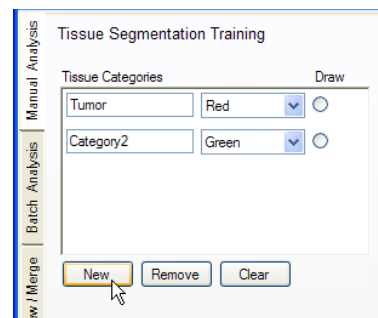 Tissue Segmentation Training
Tissue Categories Draw
Tumor Red
Category2 Green
New Remove Clear
Manual Analysis
Batch Analysis
w / Merge